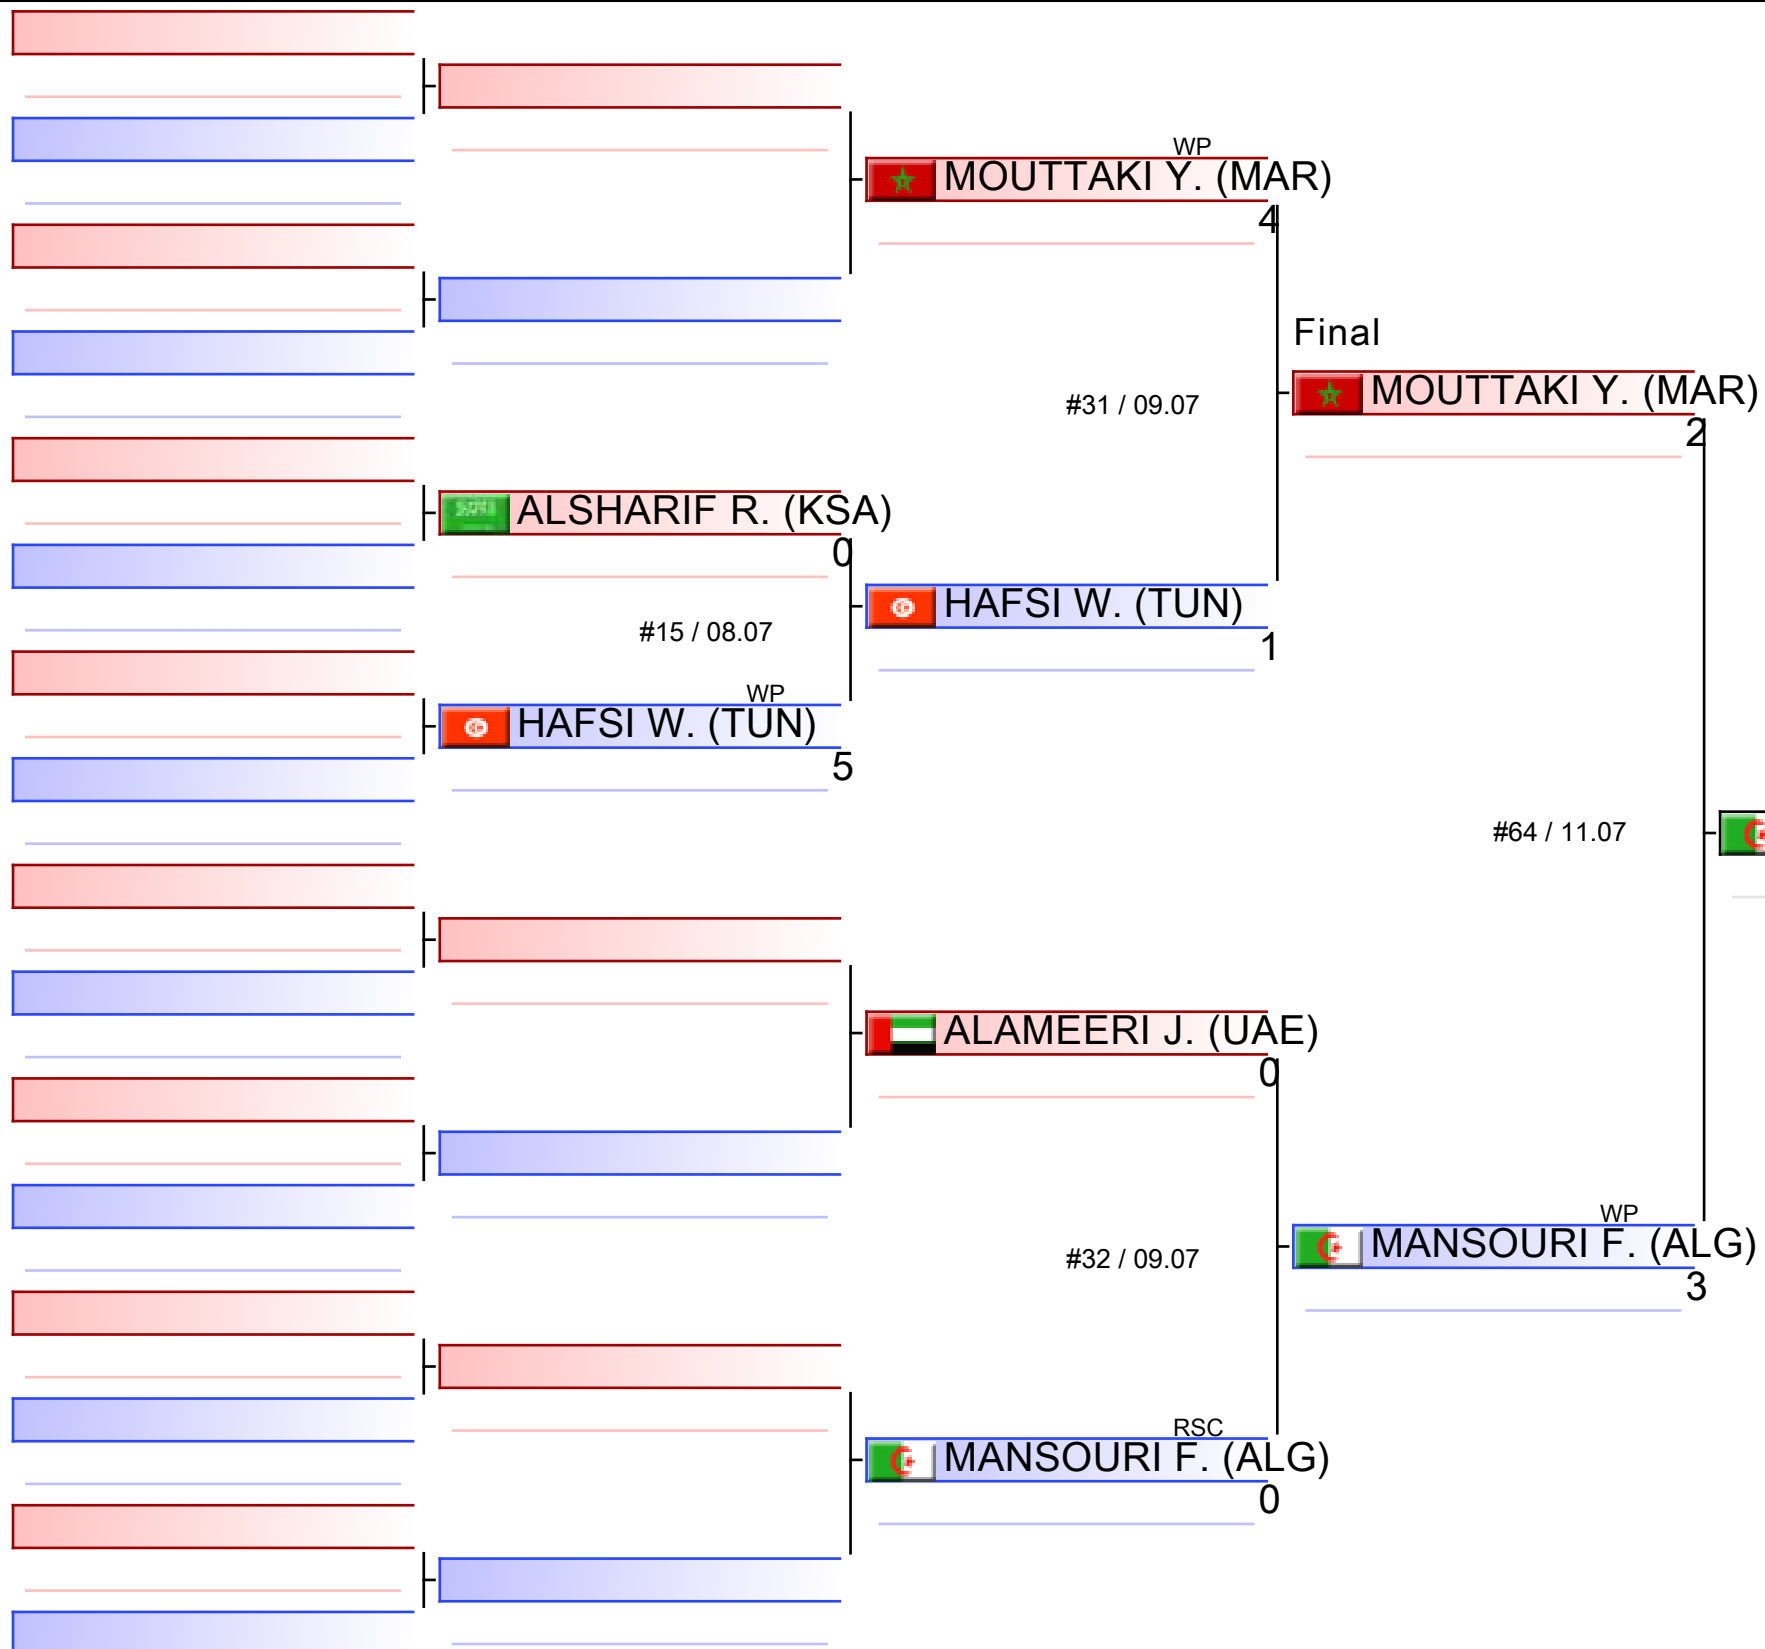 WP
MOUTTAKI Y. (MAR)
4
Final
#31 / 09.07
MOUTTAKI Y. (MAR)
2
ALSHARIF R. (KSA)
0
HAFSI W. (TUN)
1
#15 / 08.07
WP
HAFSI W. (TUN)
5
#64 / 11.07
ALAMEERI J. (UAE)
0
WP
#32 / 09.07
MANSOURI F. (ALG)
3
RSC
MANSOURI F. (ALG)
0